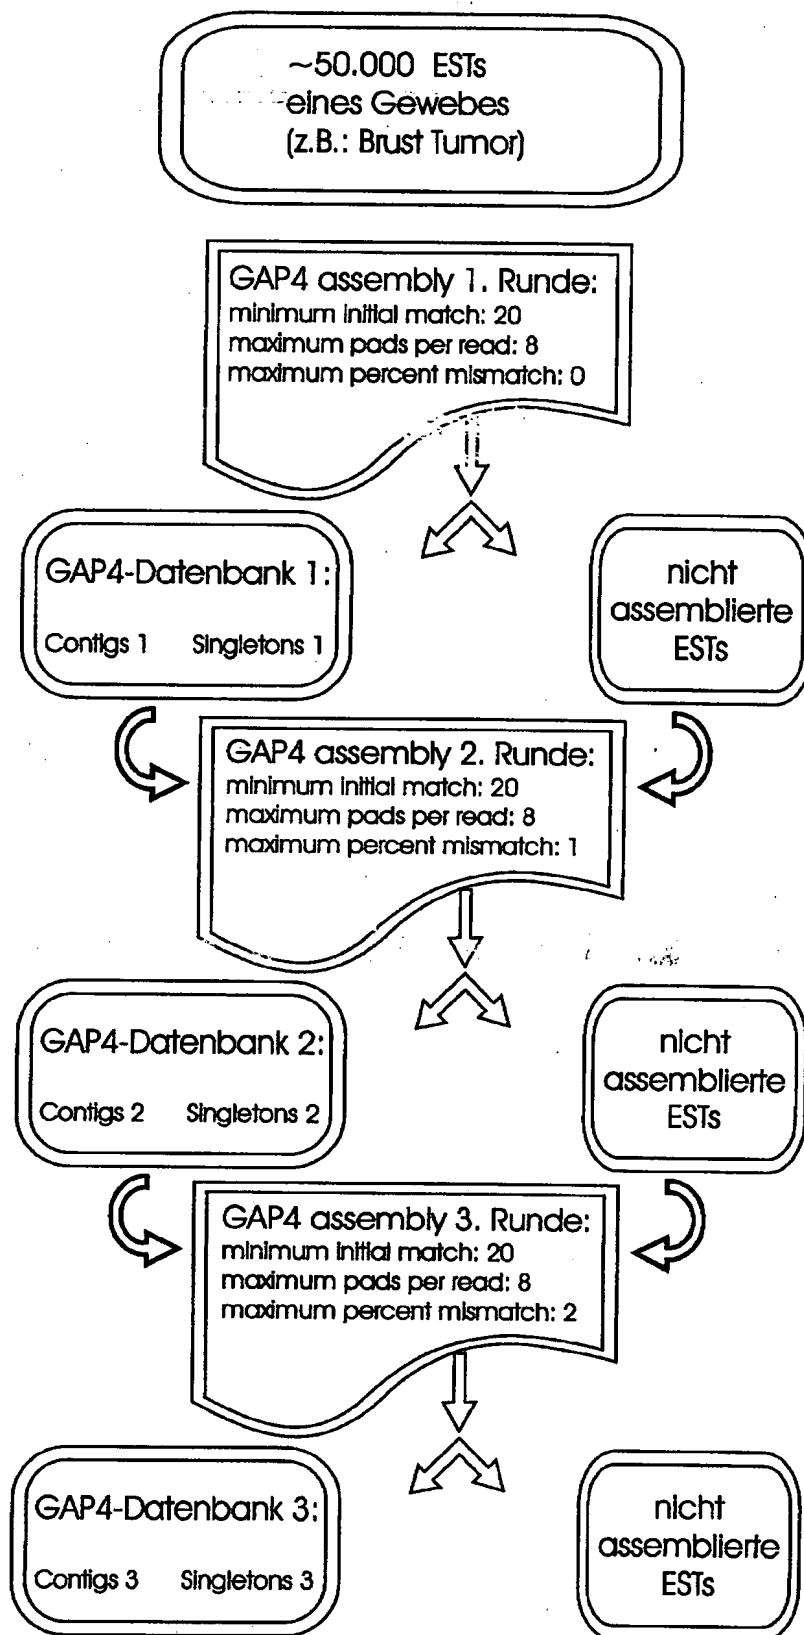 ~50.000 ESTs
eines Gewebes
(z.B.: Brust Tumor)
GAP4 assembly 1. Runde:
minimum initial match: 20
maximum pads per read: 8
maximum percent mismatch: 0
GAP4-Datenbank 1:
Contigs 1 Singletons 1
nicht
assemblierte
ESTs
GAP4 assembly 2. Runde:
minimum initial match: 20
maximum pads per read: 8
maximum percent mismatch: 1
GAP4-Datenbank 2:
Contigs 2 Singletons 2
nicht
assemblierte
ESTs
GAP4 assembly 3. Runde:
minimum initial match: 20
maximum pads per read: 8
maximum percent mismatch: 2
GAP4-Datenbank 3:
Contigs 3 Singletons 3
nicht
assemblierte
ESTs